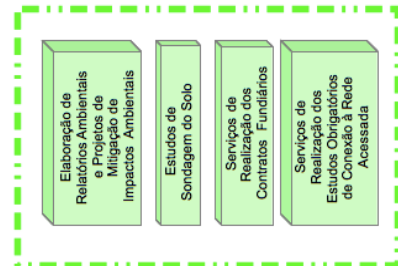 Elaboração de
Relatórios Ambientais
e Projetos de
Mitigação de
Impactos Ambientais
Estudos de
Sondagem do Solo
Serviços de
Realização dos
Contratos Fundiários
Serviços de
Realização dos
Estudos Obrigatórios
de Conexão à Rede
Acessada